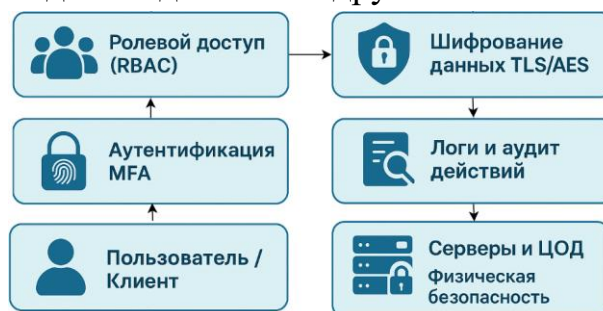 Ролевой доступ
(RBAC)
Шифрование
данных TLS/AES
Аутентификация
MFA
Логи и аудит
действий
Пользователь /
Клиент
Серверы и ЦОД
Физическая
безопасность